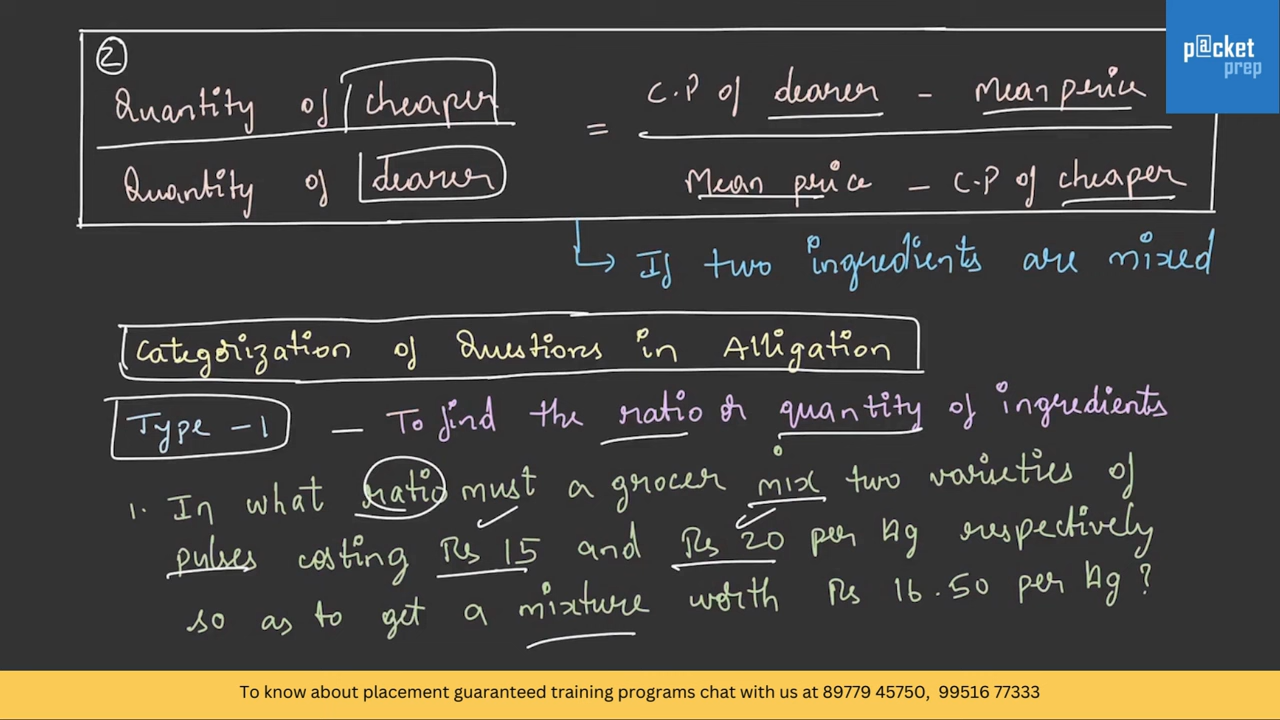 p@cket
prep
②
Quantity of cheaper
Quantity of dearer
=
C.P of dearer - Mean price
Mean price - C.P of cheaper
If two ingredients are mixed
Categorization of Questions in Alligation
Type -1 - To find the ratio or quantity of ingredients
1. In what ratio must a grocer mix two varieties of
pulses costing Rs 15 and Rs 20 per kg respectively
so as to get a mixture worth Rs 16.50 per kg?
To know about placement guaranteed training programs chat with us at 89779 45750, 99516 77333